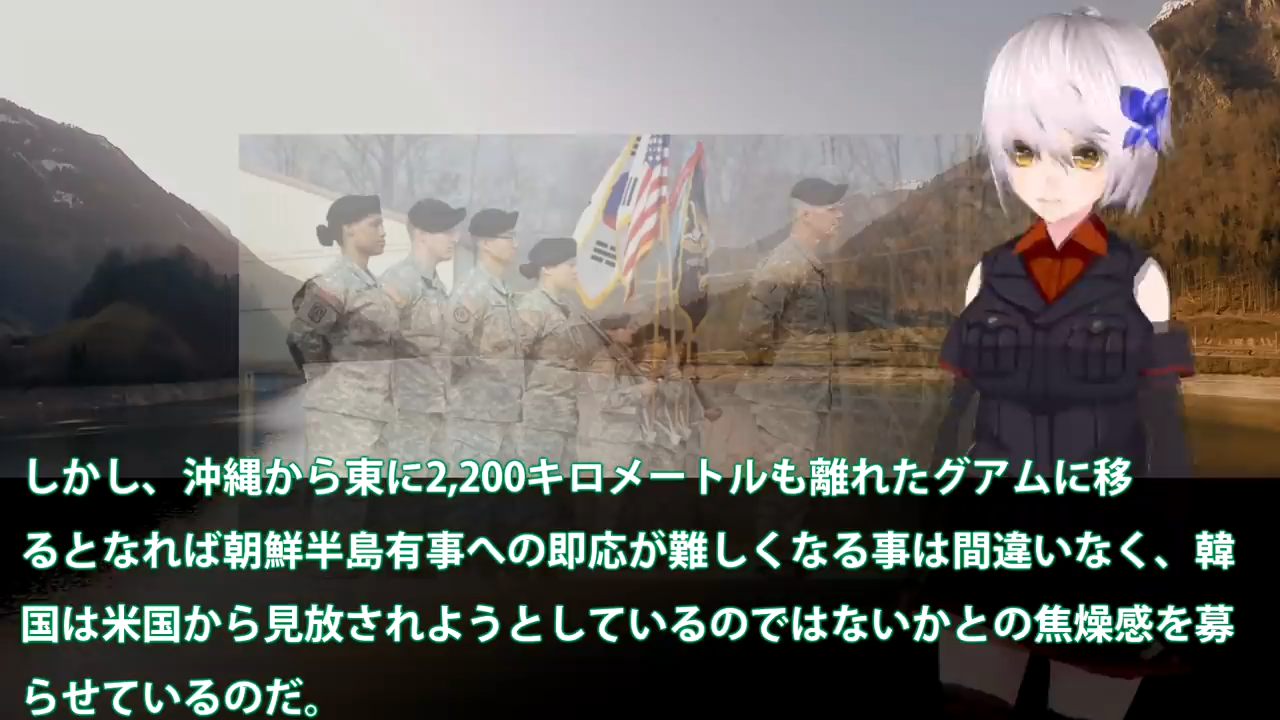 しかし、沖縄から東に2,200キロメートルも離れたグアムに移
るとなれば朝鮮半島有事への即応が難しくなる事は間違いなく、韓
国は米国から見放されようとしているのではないかとの焦燥感を募
らせているのだ。